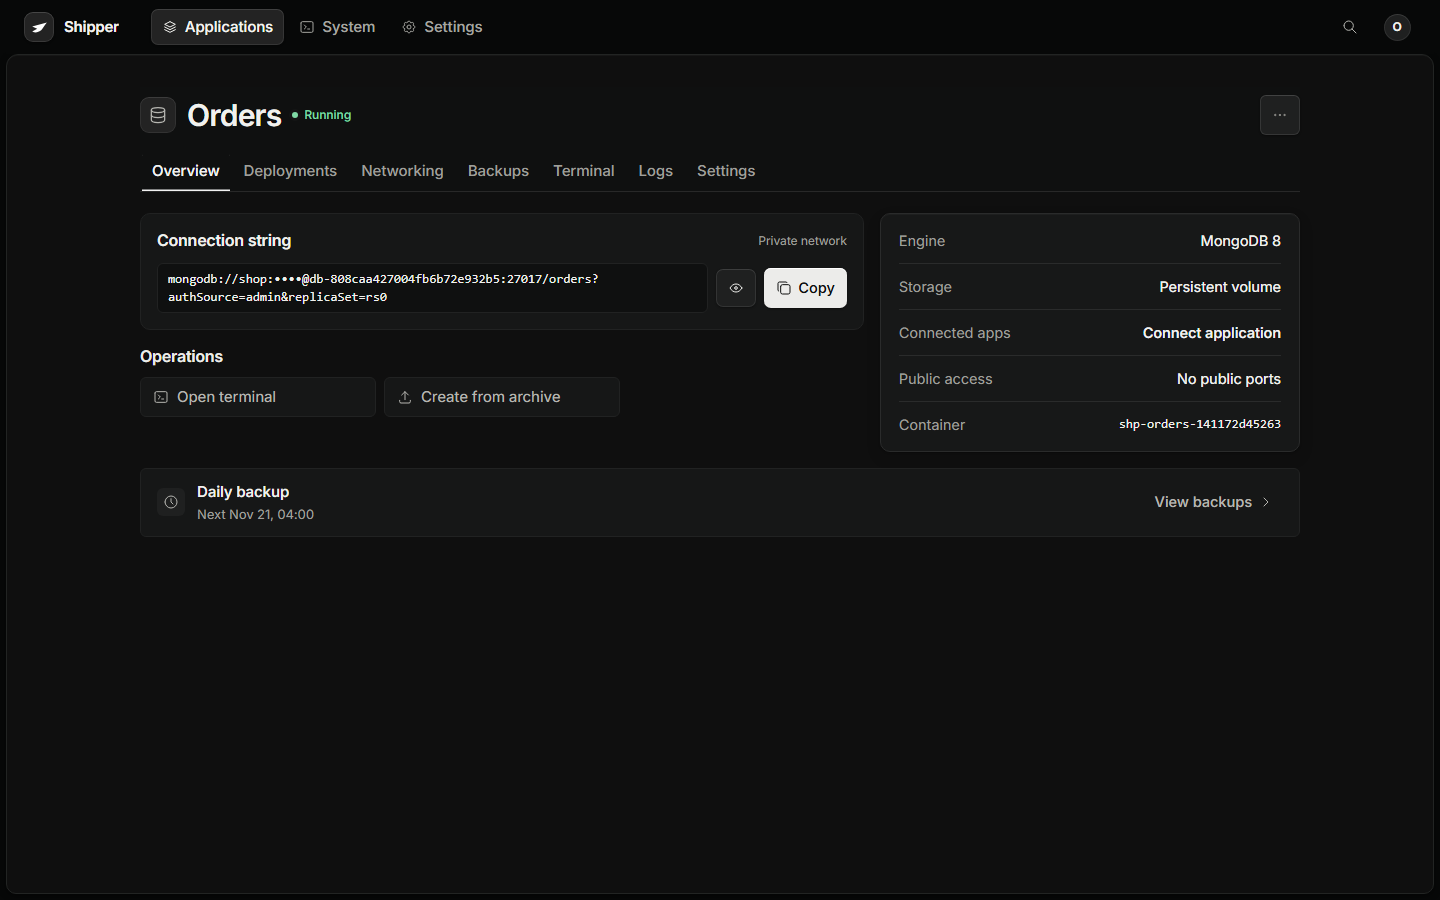 Shipper
Applications
System
Settings
O
Orders
Running
Overview
Deployments
Networking
Backups
Terminal
Logs
Settings
Connection string
Private network
mongodb://shop:••••@db-808caa427004fb6b72e932b5:27017/orders?
authSource=admin&replicaSet=rs0
Copy
Operations
Open terminal
Create from archive
Engine
MongoDB 8
Storage
Persistent volume
Connected apps
Connect application
Public access
No public ports
Container
shp-orders-141172d45263
Daily backup
Next Nov 21, 04:00
View backups